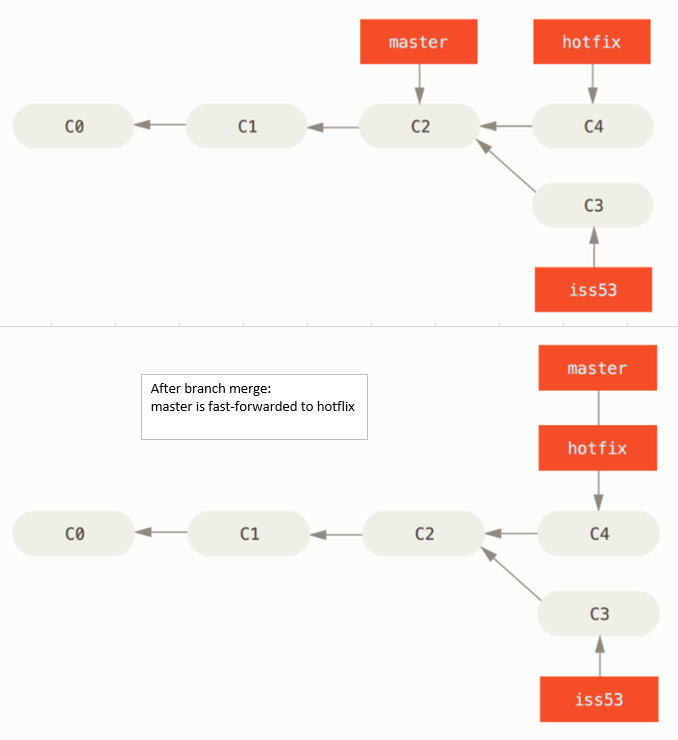 master hotfix
C0 C1 C2 C4
C3
iss53
master
After branch merge:
master is fast-forwarded to hotflix
hotfix
C0 C1 C2 C4
C3
iss53